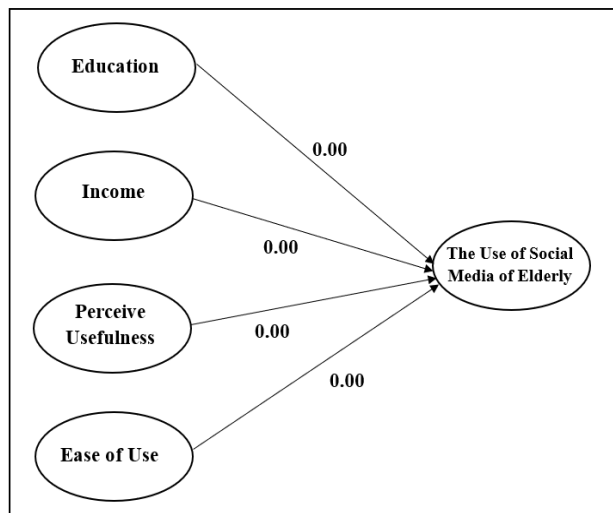 Education
0.00
Income
0.00
The Use of Social
Media of Elderly
Perceive
Usefulness
0.00
0.00
Ease of Use